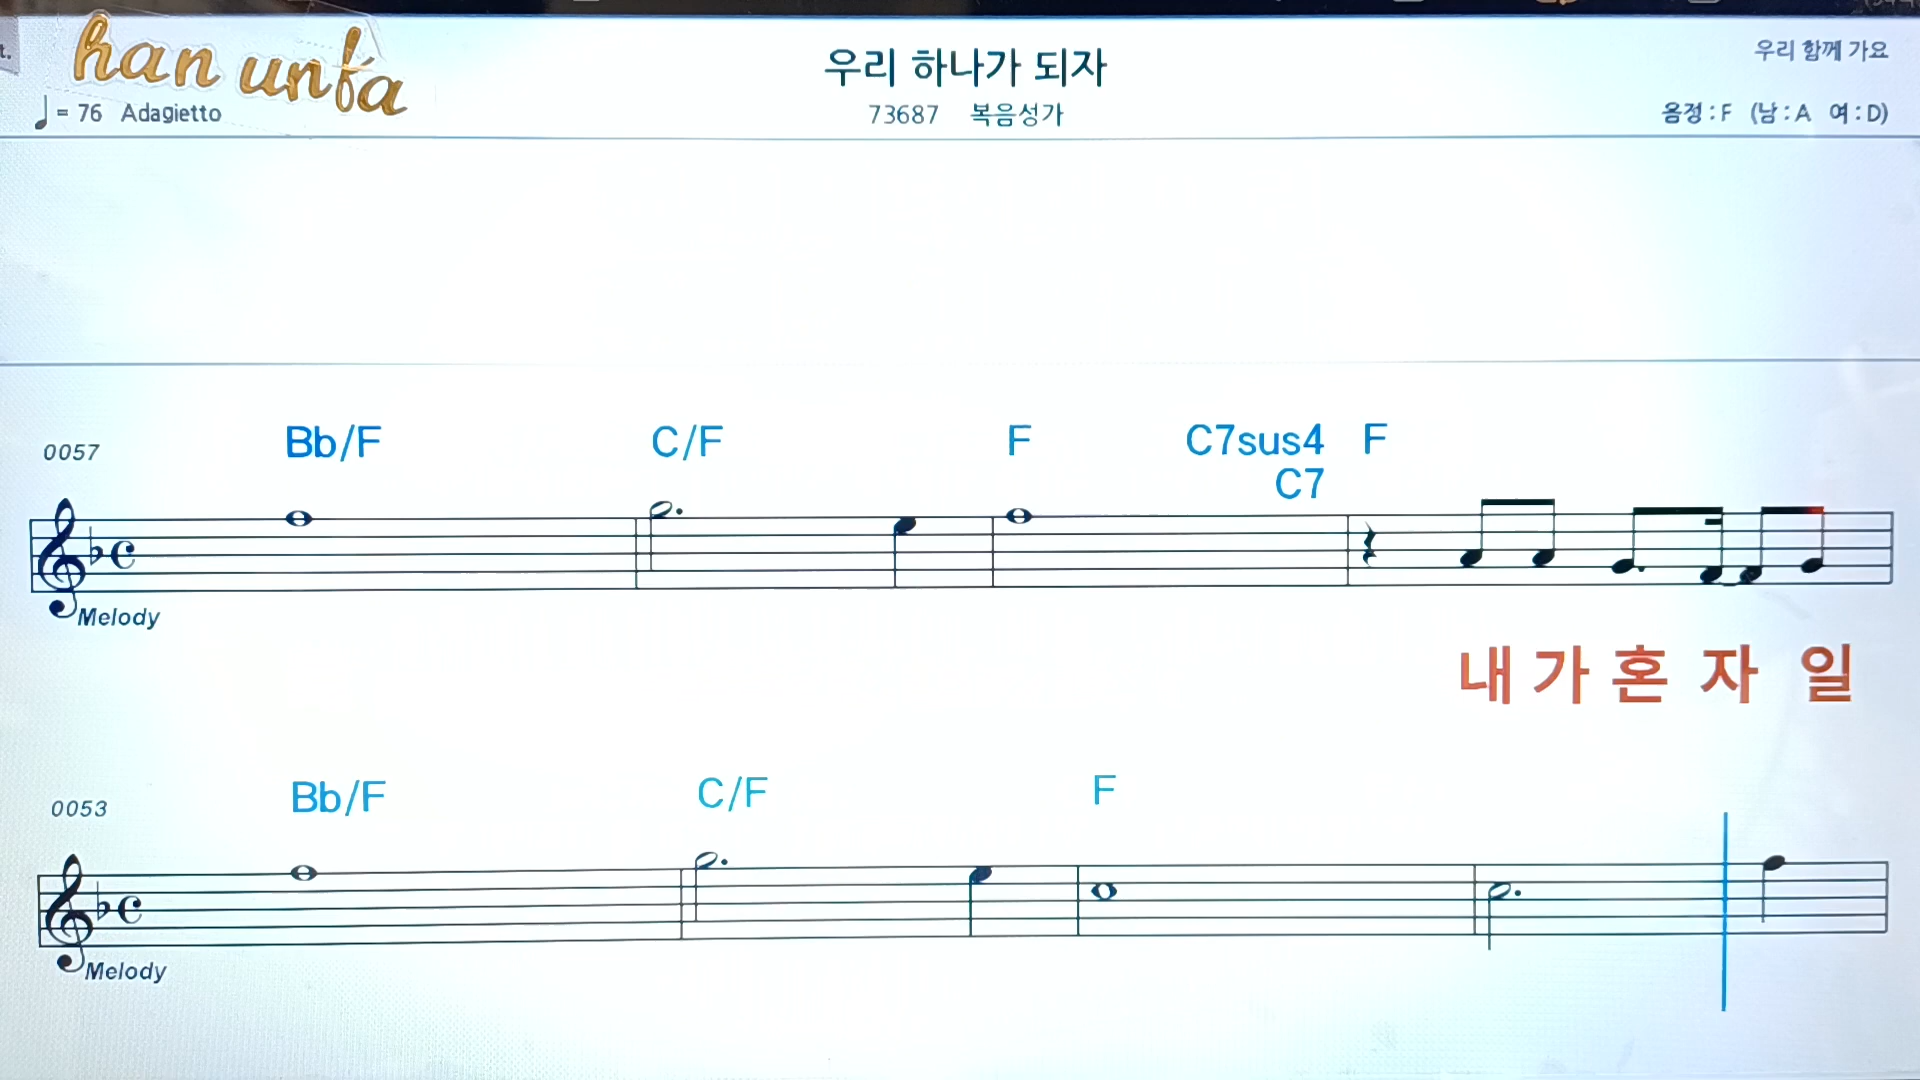 han unfa
우리 하나가 되자
우리 함께 가요
= 76 Adagietto
73687 복음성가
음정 : F (남 : A 여 : D)
0057
Bb/F C/F F C7sus4 F
C7
Melody
내 가 혼 자 일
0053
Bb/F C/F F
Melody